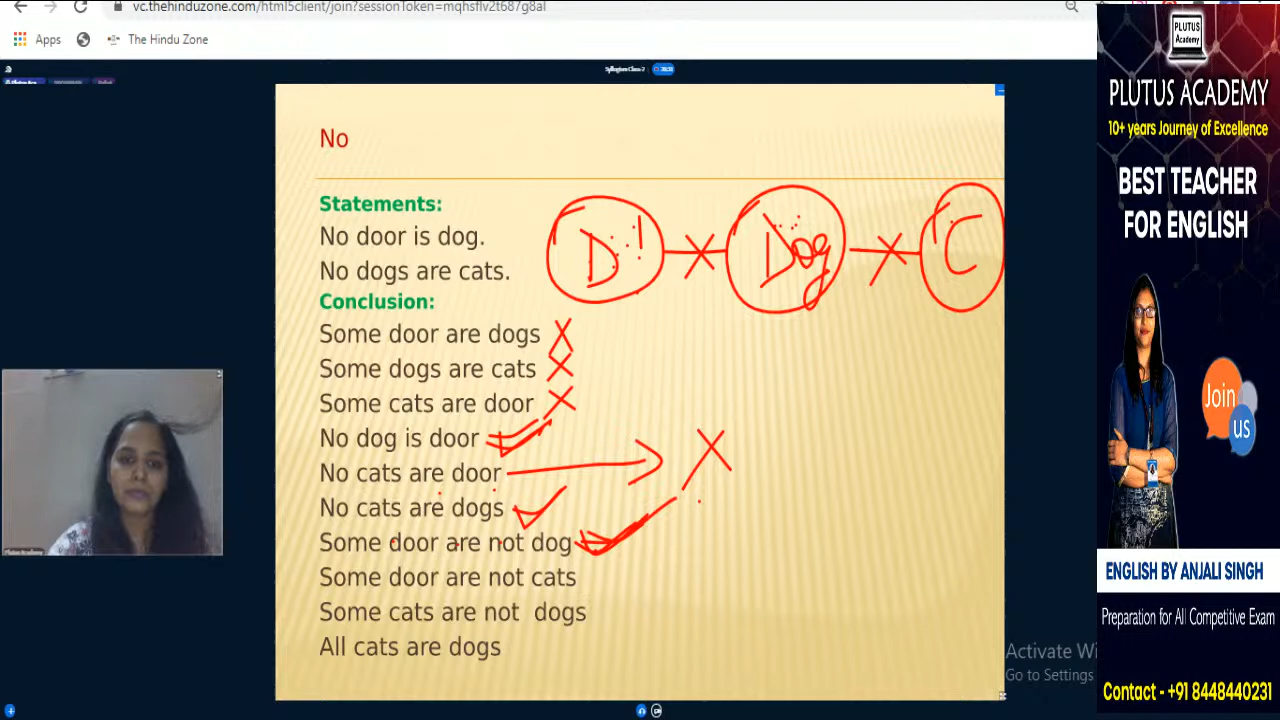 vc.thehinduzone.com/html5client/join?sessionToken=mqhsflv2t687g8al
Apps The Hindu Zone
Syllogism Class 2
No
Statements:
No door is dog.
No dogs are cats.
D Dog C
Conclusion:
Some door are dogs
Some dogs are cats
Some cats are door
No dog is door
No cats are door
No cats are dogs
Some door are not dog
Some door are not cats
Some cats are not dogs
All cats are dogs
Plutus Academy
Activate Wi
Go to Settings
PLUTUS
Academy
PLUTUS ACADEMY
10+ years Journey of Excellence
BEST TEACHER
FOR ENGLISH
Join
us
ENGLISH BY ANJALI SINGH
Preparation for All Competitive Exam
Contact - +91 8448440231